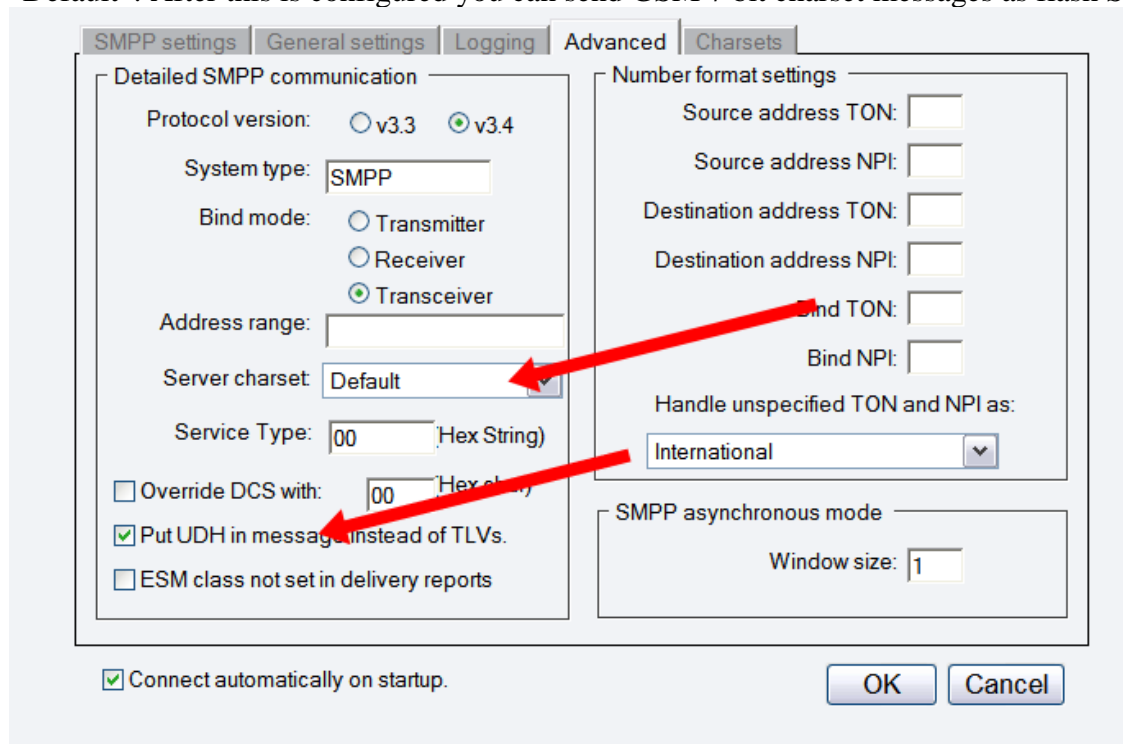 SMPP settings General settings Logging Advanced Charsets
Detailed SMPP communication
Protocol version: v3.3 v3.4
System type: SMPP
Bind mode: Transmitter
Receiver
Transceiver
Address range:
Server charset: Default
Service Type: 00 (Hex String)
Override DCS with: 00
Put UDH in message instead of TLVs.
ESM class not set in delivery reports
Number format settings
Source address TON:
Source address NPI:
Destination address TON:
Destination address NPI:
Bind TON:
Bind NPI:
Handle unspecified TON and NPI as:
International
SMPP asynchronous mode
Window size: 1
Connect automatically on startup.
OK Cancel